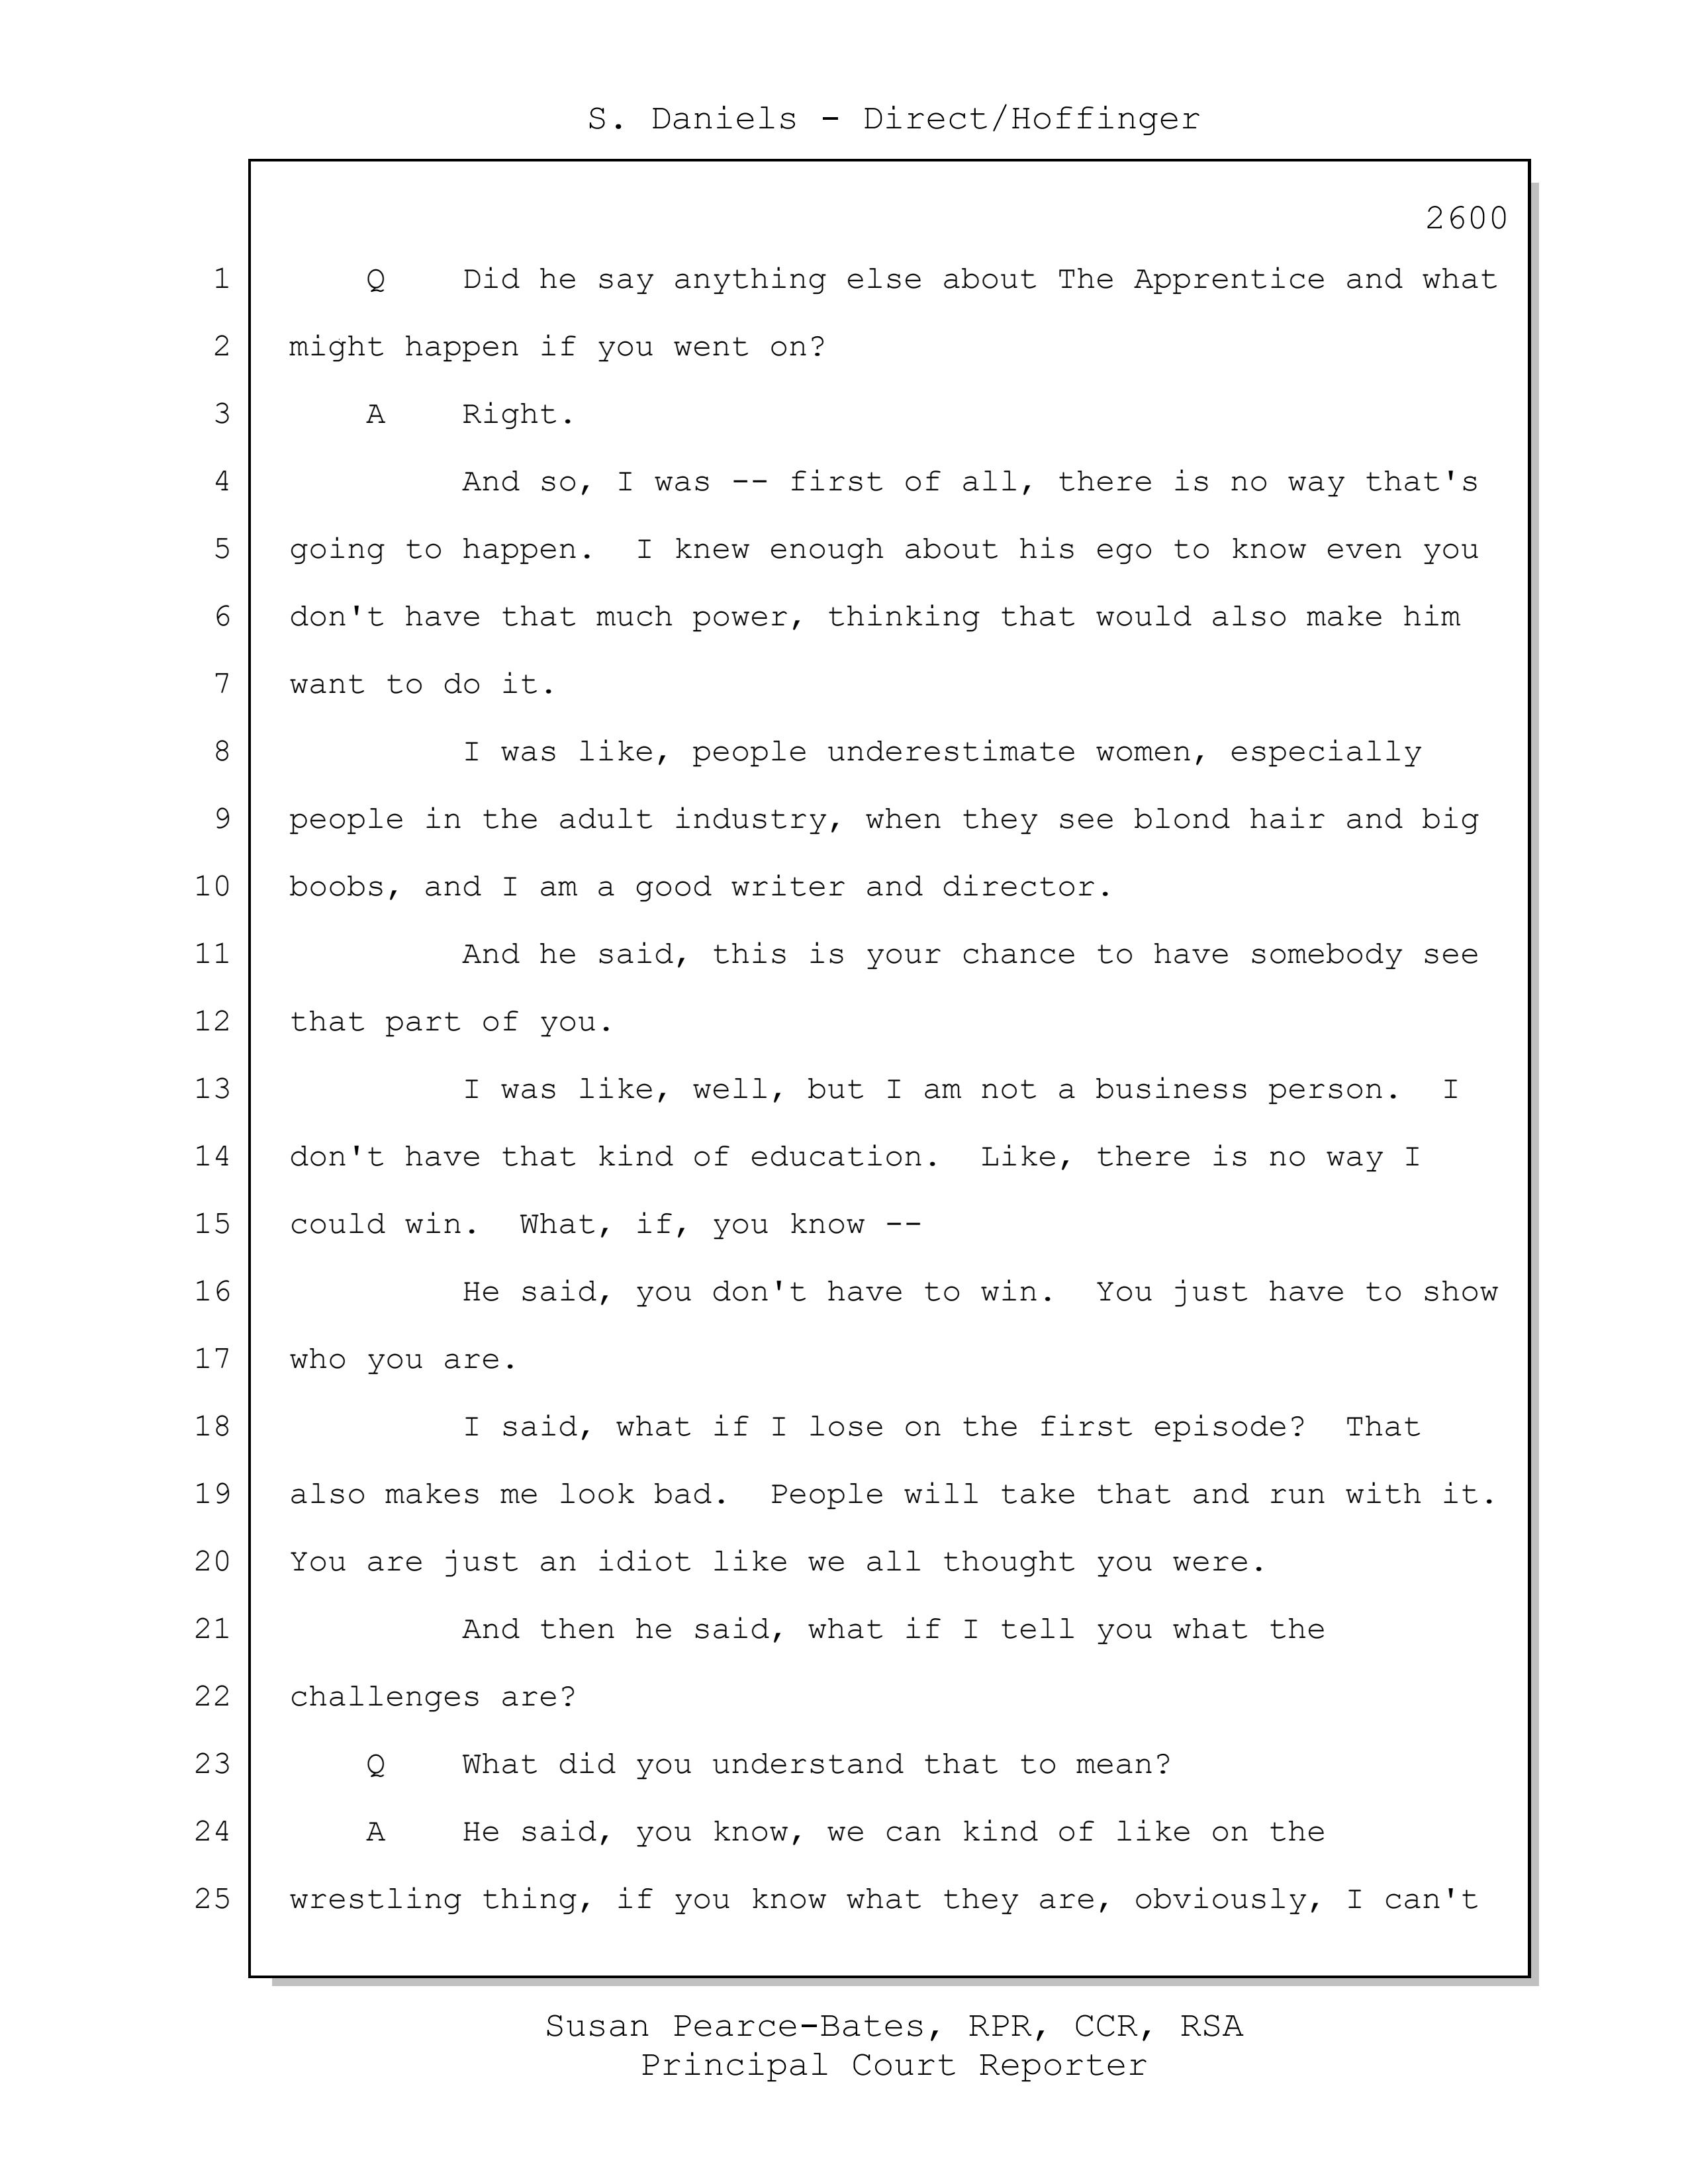 S. Daniels - Direct/Hoffinger
2600
1 Q Did he say anything else about The Apprentice and what
2 might happen if you went on?
3 A Right.
4 And so, I was -- first of all, there is no way that's
5 going to happen. I knew enough about his ego to know even you
6 don't have that much power, thinking that would also make him
7 want to do it.
8 I was like, people underestimate women, especially
9 people in the adult industry, when they see blond hair and big
10 boobs, and I am a good writer and director.
11 And he said, this is your chance to have somebody see
12 that part of you.
13 I was like, well, but I am not a business person. I
14 don't have that kind of education. Like, there is no way I
15 could win. What, if, you know --
16 He said, you don't have to win. You just have to show
17 who you are.
18 I said, what if I lose on the first episode? That
19 also makes me look bad. People will take that and run with it.
20 You are just an idiot like we all thought you were.
21 And then he said, what if I tell you what the
22 challenges are?
23 Q What did you understand that to mean?
24 A He said, you know, we can kind of like on the
25 wrestling thing, if you know what they are, obviously, I can't
Susan Pearce-Bates, RPR, CCR, RSA
Principal Court Reporter